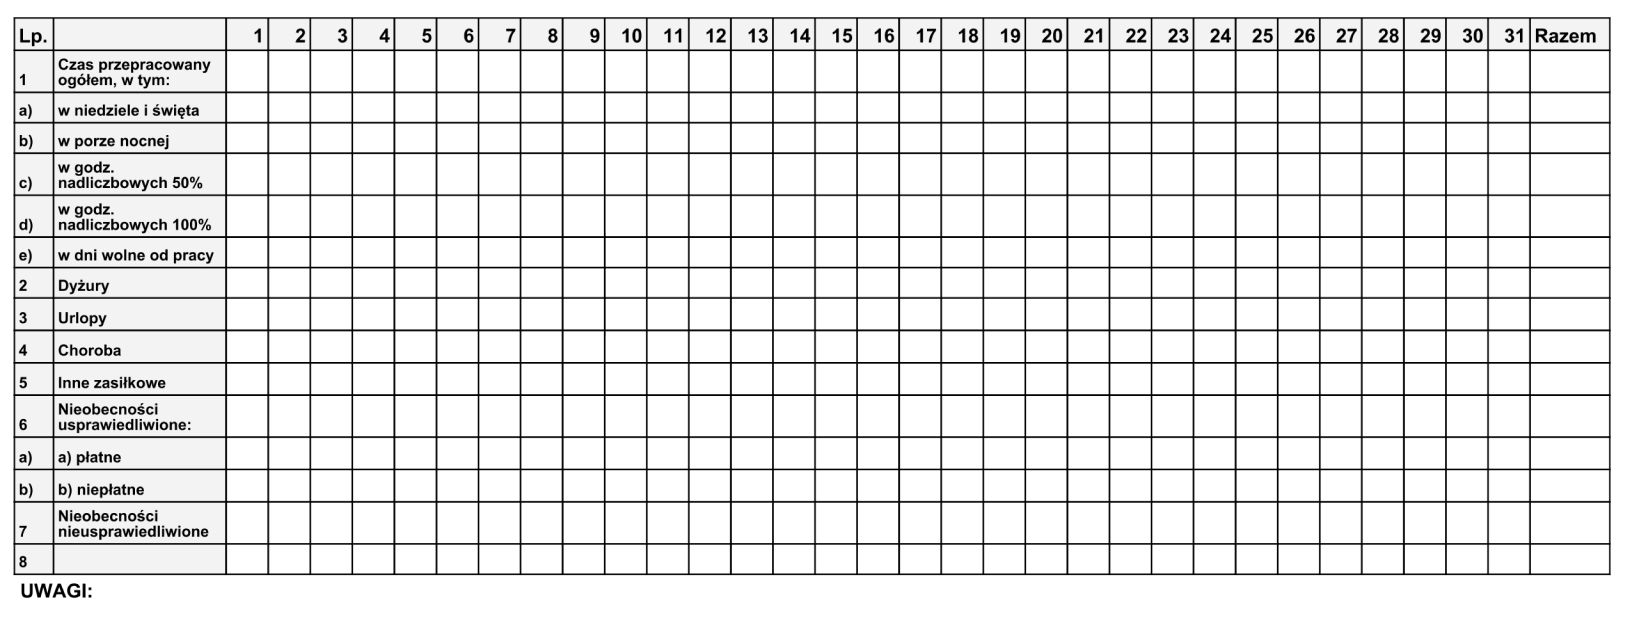 Lp. 1 2 3 4 5 6 7 8 9 10 11 12 13 14 15 16 17 18 19 20 21 22 23 24 25 26 27 28 29 30 31 Razem
1 Czas przepracowany
ogółem, w tym:
a) w niedziele i święta
b) w porze nocnej
c) w godz.
nadliczbowych 50%
d) w godz.
nadliczbowych 100%
e) w dni wolne od pracy
2 Dyżury
3 Urlopy
4 Choroba
5 Inne zasiłkowe
6 Nieobecności
usprawiedliwione:
a) a) płatne
b) b) niepłatne
7 Nieobecności
nieusprawiedliwione
8
UWAGI: